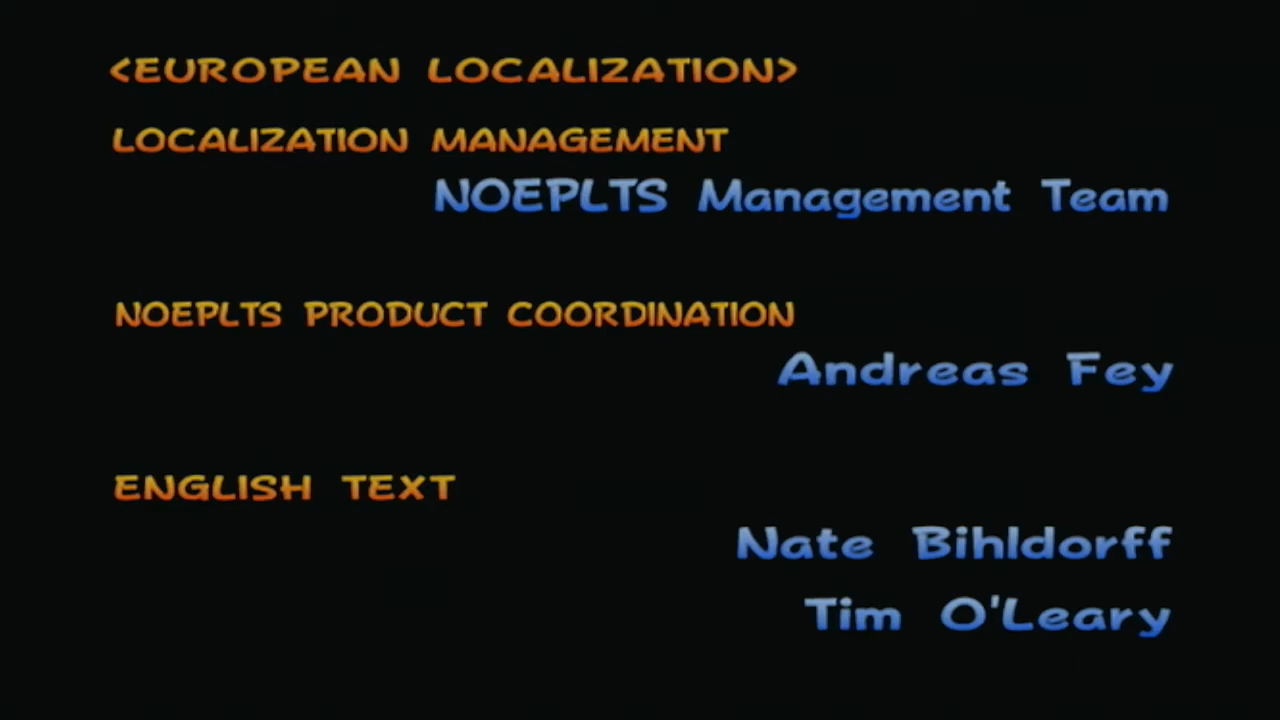 <EUROPEAN LOCALIZATION>
LOCALIZATION MANAGEMENT
NOEPLTS Management Team
NOEPLTS PRODUCT COORDINATION
Andreas Fey
ENGLISH TEXT
Nate Bihldorff
Tim O'Leary